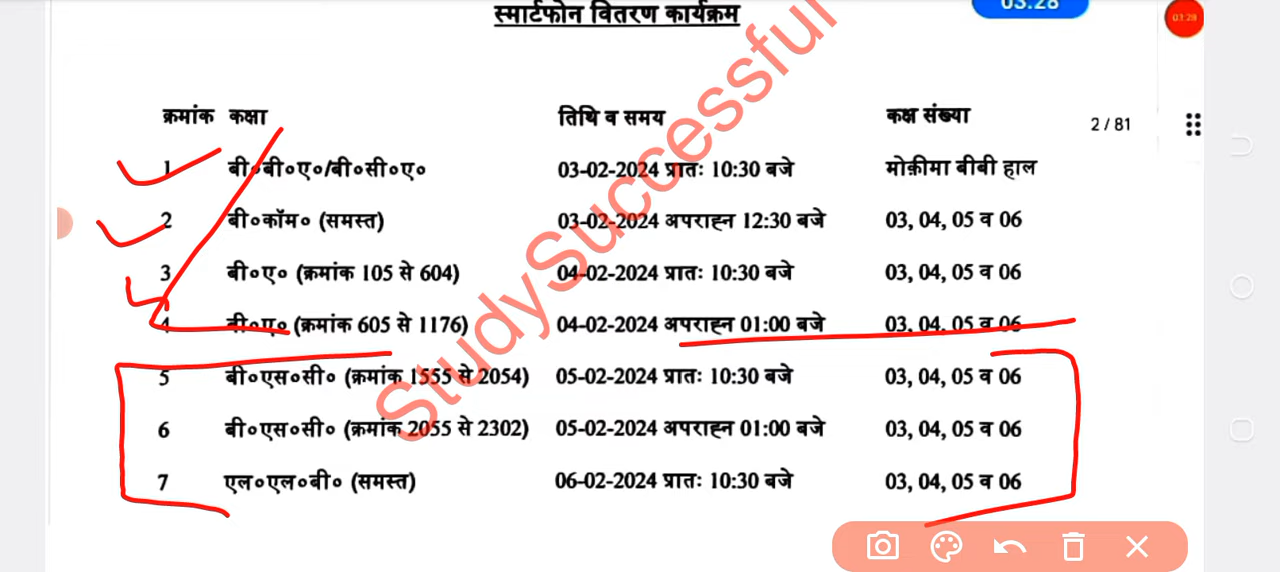 स्मार्टफोन वितरण कार्यक्रम
03:28
03:28
क्रमांक कक्षा तिथि व समय कक्ष संख्या
2 / 81
1 बी०बी०ए०/बी०सी०ए० 03-02-2024 प्रातः 10:30 बजे मोक़ीमा बीबी हाल
2 बी०कॉम० (समस्त) 03-02-2024 अपराह्न 12:30 बजे 03, 04, 05 व 06
3 बी०ए० (क्रमांक 105 से 604) 04-02-2024 प्रातः 10:30 बजे 03, 04, 05 व 06
4 बी०ए० (क्रमांक 605 से 1176) 04-02-2024 अपराह्न 01:00 बजे 03, 04, 05 व 06
5 बी०एस०सी० (क्रमांक 1555 से 2054) 05-02-2024 प्रातः 10:30 बजे 03, 04, 05 व 06
6 बी०एस०सी० (क्रमांक 2055 से 2302) 05-02-2024 अपराह्न 01:00 बजे 03, 04, 05 व 06
7 एल०एल०बी० (समस्त) 06-02-2024 प्रातः 10:30 बजे 03, 04, 05 व 06
StudySuccessful